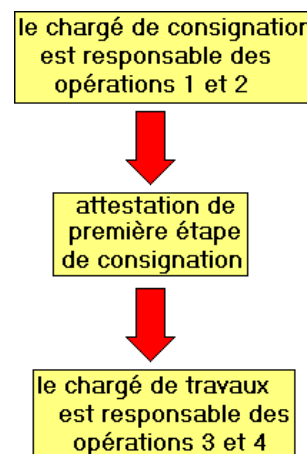 le chargé de consignation
est responsable des
opérations 1 et 2
attestation de
première étape
de consignation
le chargé de travaux
est responsable des
opérations 3 et 4